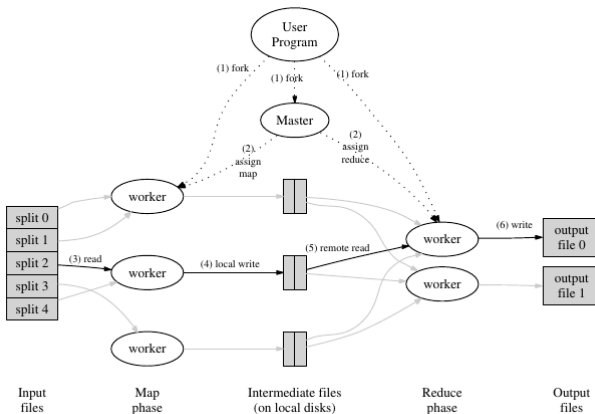 User
Program
(1) fork
(1) fork
(1) fork
Master
(2)
assign
map
(2)
assign
reduce
worker
split 0
split 1
split 2
split 3
split 4
(3) read
worker
(4) local write
(5) remote read
worker
(6) write
output
file 0
worker
output
file 1
worker
Input
files
Map
phase
Intermediate files
(on local disks)
Reduce
phase
Output
files